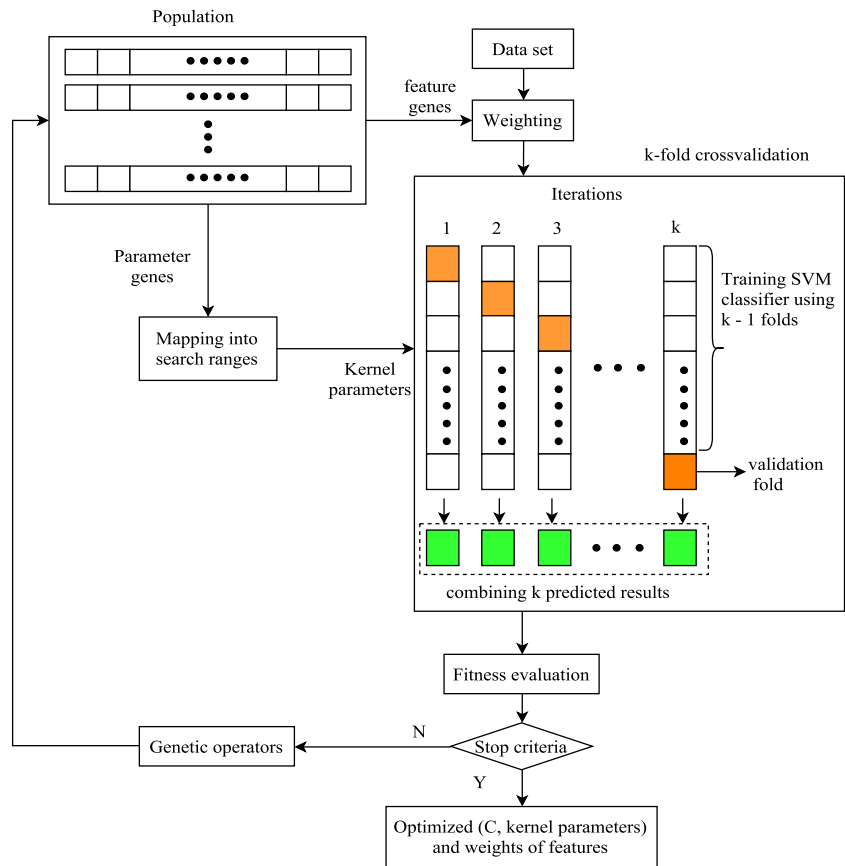 Population
Data set
feature
genes
Weighting
k-fold crossvalidation
Iterations
1 2 3 k
Parameter
genes
Training SVM
classifier using
k - 1 folds
Mapping into
search ranges
Kernel
parameters
validation
fold
combining k predicted results
Fitness evaluation
Genetic operators
N
Stop criteria
Y
Optimized (C, kernel parameters)
and weights of features